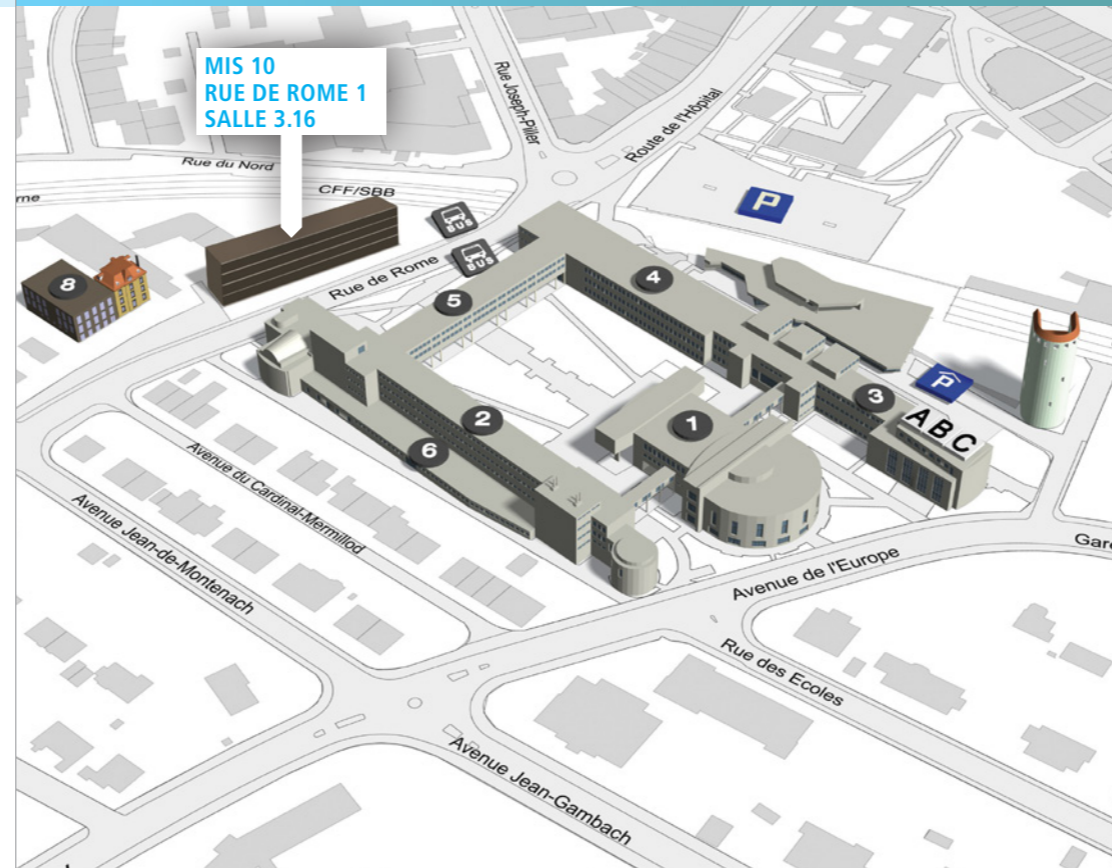 MIS 10
RUE DE ROME 1
SALLE 3.16
Rue Joseph-Piller
Route de l'Hôpital
Rue du Nord
CFF/SBB
rne
P
BUS
BUS
Rue de Rome
8
5
4
P
3
ABC
2
1
6
Avenue du Cardinal-Mermillod
Avenue Jean-de-Montenach
Avenue de l'Europe
Gare
Rue des Ecoles
Avenue Jean-Gambach